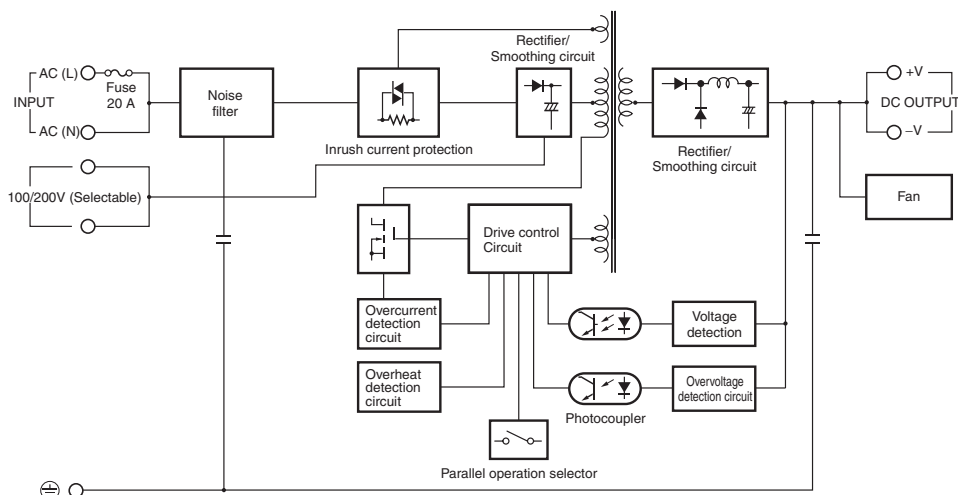 AC (L)
Fuse
20 A
INPUT
AC (N)
Noise
filter
Inrush current protection
Rectifier/
Smoothing circuit
Rectifier/
Smoothing circuit
+V
DC OUTPUT
−V
Fan
100/200V (Selectable)
Drive control
Circuit
Overcurrent
detection
circuit
Overheat
detection
circuit
Voltage
detection
Overvoltage
detection circuit
Photocoupler
Parallel operation selector